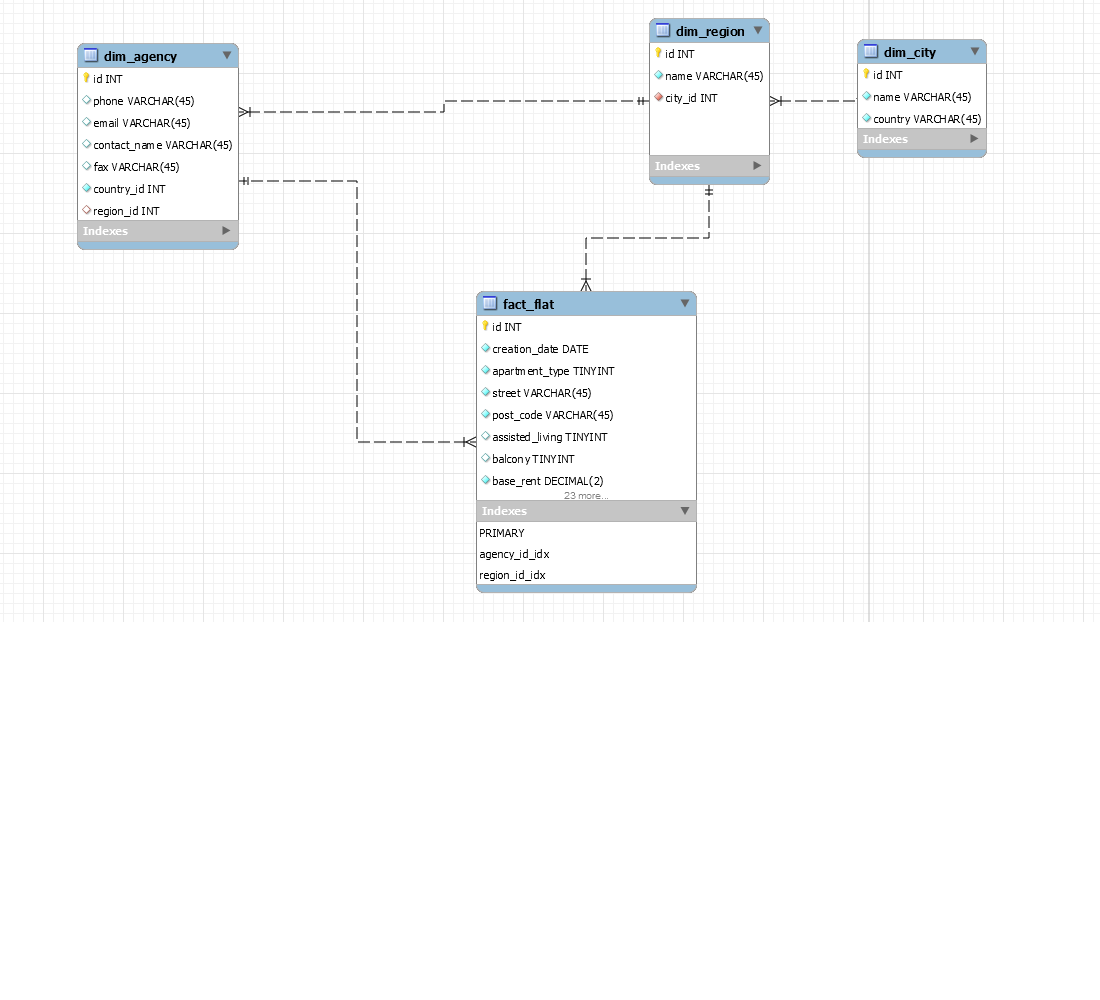 dim_agency
id INT
phone VARCHAR(45)
email VARCHAR(45)
contact_name VARCHAR(45)
fax VARCHAR(45)
country_id INT
region_id INT
Indexes
dim_region
id INT
name VARCHAR(45)
city_id INT
Indexes
dim_city
id INT
name VARCHAR(45)
country VARCHAR(45)
Indexes
fact_flat
id INT
creation_date DATE
apartment_type TINYINT
street VARCHAR(45)
post_code VARCHAR(45)
assisted_living TINYINT
balcony TINYINT
base_rent DECIMAL(2)
23 more...
Indexes
PRIMARY
agency_id_idx
region_id_idx